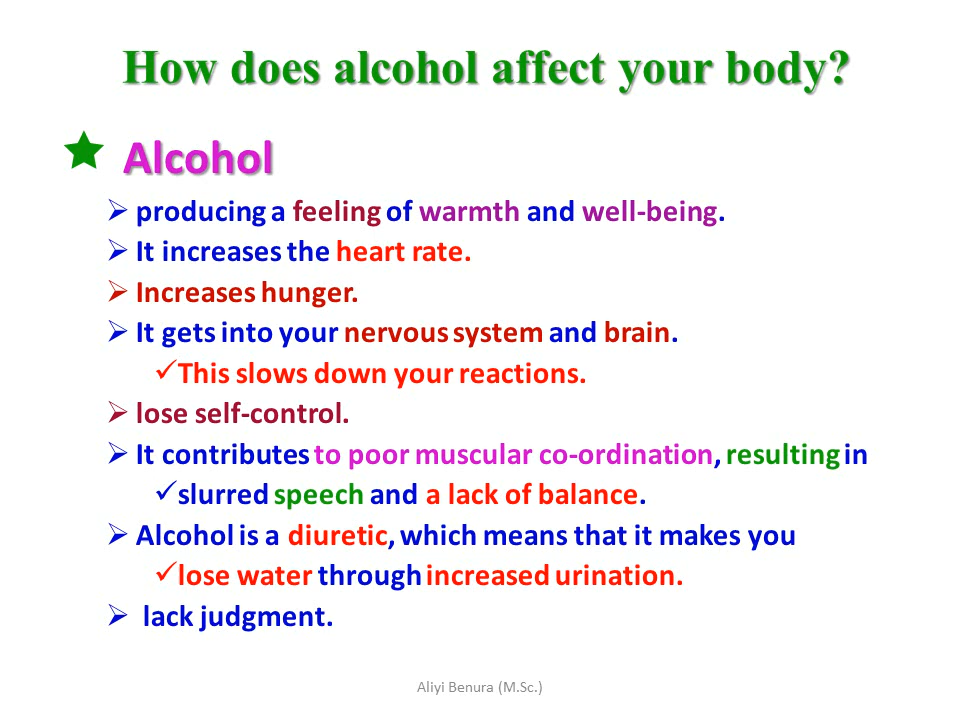 How does alcohol affect your body?
Alcohol
producing a feeling of warmth and well-being.
It increases the heart rate.
Increases hunger.
It gets into your nervous system and brain.
This slows down your reactions.
lose self-control.
It contributes to poor muscular co-ordination, resulting in
slurred speech and a lack of balance.
Alcohol is a diuretic, which means that it makes you
lose water through increased urination.
lack judgment.
Aliyi Benura (M.Sc.)